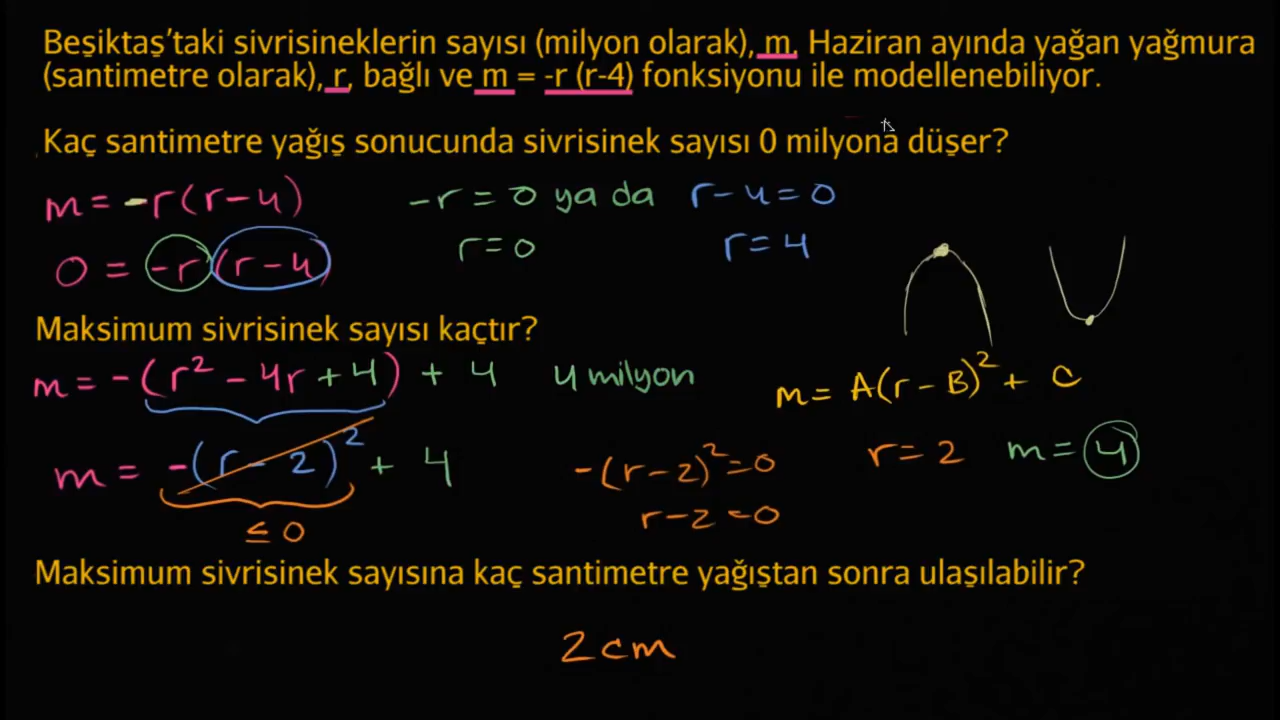 Beşiktaş'taki sivrisineklerin sayısı (milyon olarak), m, Haziran ayında yağan yağmura
(santimetre olarak), r, bağlı ve m = -r (r-4) fonksiyonu ile modellenebiliyor.
Kaç santimetre yağış sonucunda sivrisinek sayısı 0 milyona düşer?
m = -r(r-4) -r = 0 ya da r-4=0
0 = -r(r-4) r=0 r=4
Maksimum sivrisinek sayısı kaçtır?
m = -(r² - 4r + 4) + 4 4 milyon m = A(r-B)² + C
m = -(r-2)² + 4 -(r-2)²=0 r=2 m=4
≤ 0 r-2=0
Maksimum sivrisinek sayısına kaç santimetre yağıştan sonra ulaşılabilir?
2cm